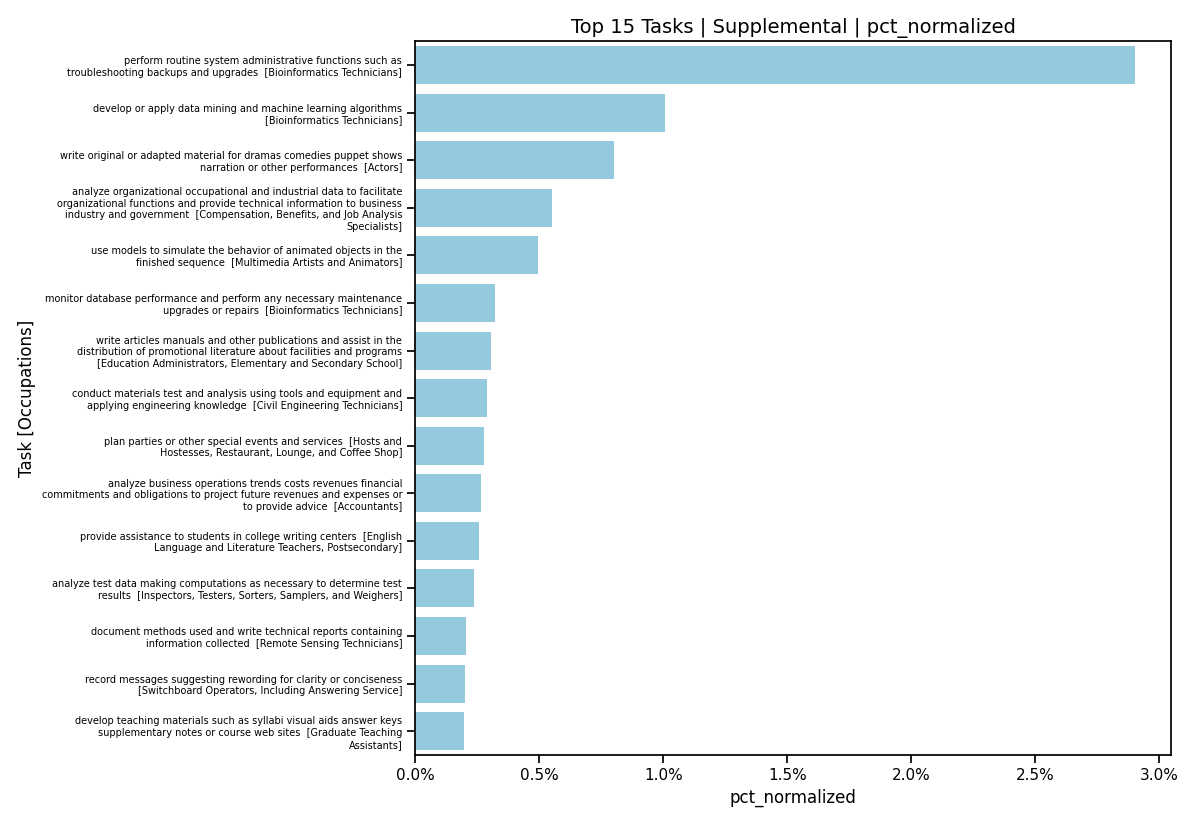 Top 15 Tasks | Supplemental | pct_normalized
perform routine system administrative functions such as
troubleshooting backups and upgrades  [Bioinformatics Technicians]
develop or apply data mining and machine learning algorithms
[Bioinformatics Technicians]
write original or adapted material for dramas comedies puppet shows
narration or other performances  [Actors]
analyze organizational occupational and industrial data to facilitate
organizational functions and provide technical information to business
industry and government  [Compensation, Benefits, and Job Analysis
Specialists]
use models to simulate the behavior of animated objects in the
finished sequence  [Multimedia Artists and Animators]
monitor database performance and perform any necessary maintenance
upgrades or repairs  [Bioinformatics Technicians]
write articles manuals and other publications and assist in the
distribution of promotional literature about facilities and programs
[Education Administrators, Elementary and Secondary School]
conduct materials test and analysis using tools and equipment and
applying engineering knowledge  [Civil Engineering Technicians]
plan parties or other special events and services  [Hosts and
Hostesses, Restaurant, Lounge, and Coffee Shop]
analyze business operations trends costs revenues financial
commitments and obligations to project future revenues and expenses or
to provide advice  [Accountants]
provide assistance to students in college writing centers  [English
Language and Literature Teachers, Postsecondary]
analyze test data making computations as necessary to determine test
results  [Inspectors, Testers, Sorters, Samplers, and Weighers]
document methods used and write technical reports containing
information collected  [Remote Sensing Technicians]
record messages suggesting rewording for clarity or conciseness
[Switchboard Operators, Including Answering Service]
develop teaching materials such as syllabi visual aids answer keys
supplementary notes or course web sites  [Graduate Teaching
Assistants]
Task [Occupations]
0.0% 0.5% 1.0% 1.5% 2.0% 2.5% 3.0%
pct_normalized